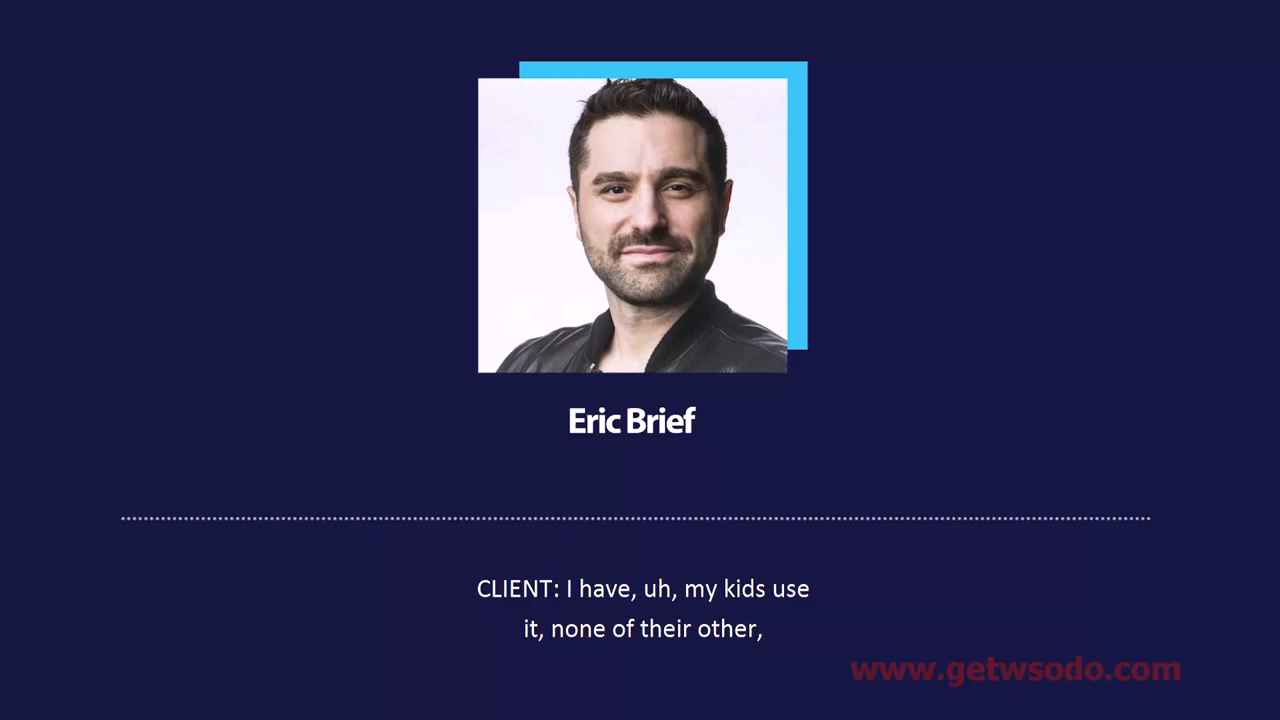 Eric Brief
CLIENT: I have, uh, my kids use
it, none of their other,
www.getwsodo.com